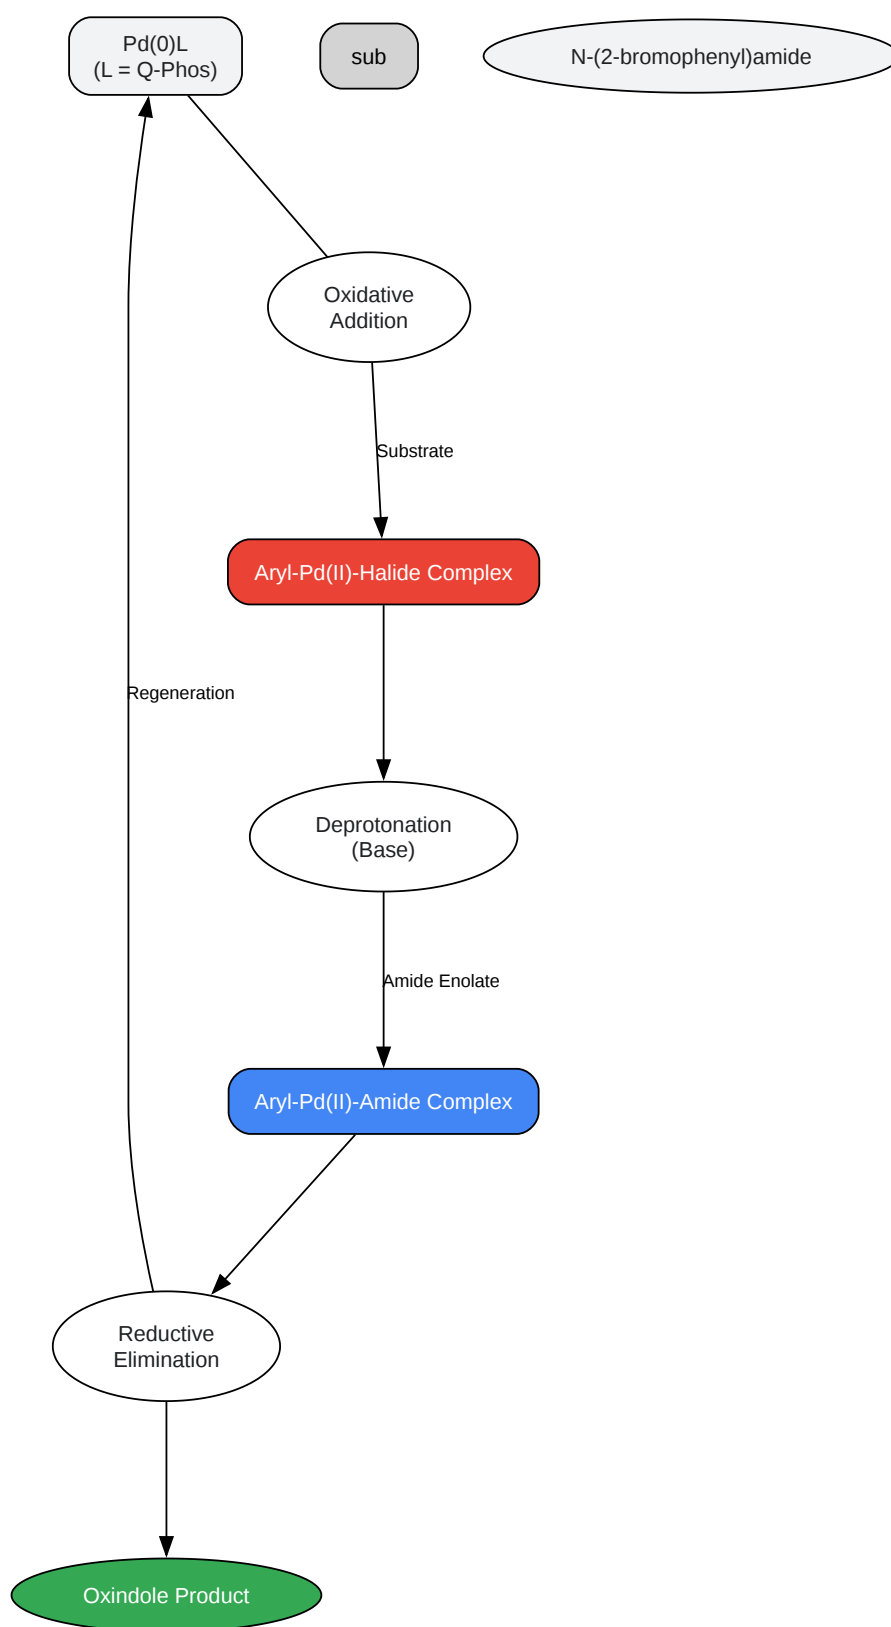 Pd(0)L
(L = Q-Phos)
sub
N-(2-bromophenyl)amide
Oxidative
Addition
Substrate
Aryl-Pd(II)-Halide Complex
Regeneration
Deprotonation
(Base)
Amide Enolate
Aryl-Pd(II)-Amide Complex
Reductive
Elimination
Oxindole Product